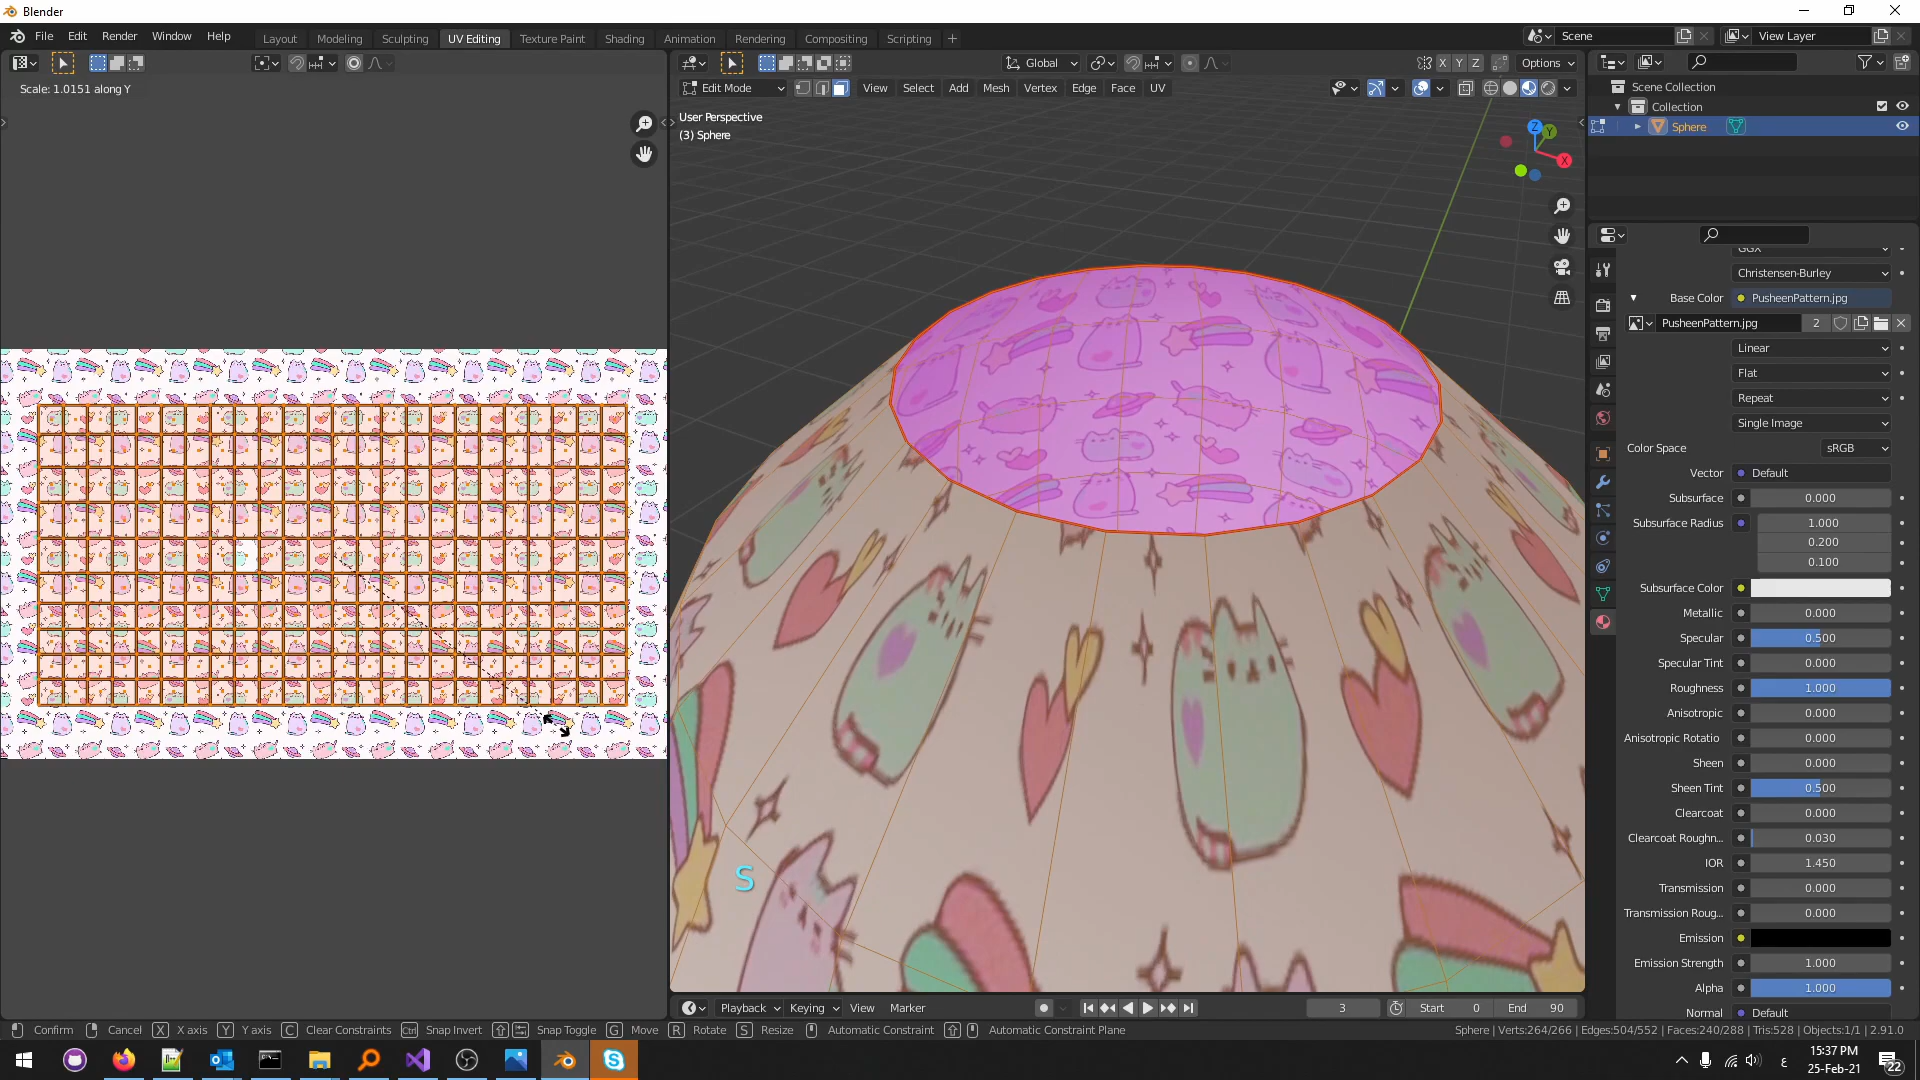 Blender
File Edit Render Window Help
Layout Modeling Sculpting UV Editing Texture Paint Shading Animation Rendering Compositing Scripting +
Scene
View Layer
Global
X Y Z
Options
Scale: 1.0151 along Y
Edit Mode
View Select Add Mesh Vertex Edge Face UV
User Perspective
(3) Sphere
Z
Y
X
S
Scene Collection
Collection
Sphere
GGX
Christensen-Burley
Base Color PusheenPattern.jpg
PusheenPattern.jpg 2
Linear
Flat
Repeat
Single Image
Color Space sRGB
Vector Default
Subsurface 0.000
Subsurface Radius 1.000
0.200
0.100
Subsurface Color
Metallic 0.000
Specular 0.500
Specular Tint 0.000
Roughness 1.000
Anisotropic 0.000
Anisotropic Rotatio 0.000
Sheen 0.000
Sheen Tint 0.500
Clearcoat 0.000
Clearcoat Roughn... 0.030
IOR 1.450
Transmission 0.000
Transmission Roug... 0.000
Emission
Emission Strength 1.000
Alpha 1.000
Normal Default
Playback Keying View Marker
3
Start 0
End 90
Confirm Cancel X X axis Y Y axis C Clear Constraints Ctrl Snap Invert Snap Toggle G Move R Rotate S Resize Automatic Constraint Automatic Constraint Plane
Sphere | Verts:264/266 | Edges:504/552 | Faces:240/288 | Tris:528 | Objects:1/1 | 2.91.0
ع
15:37 PM
25-Feb-21
22